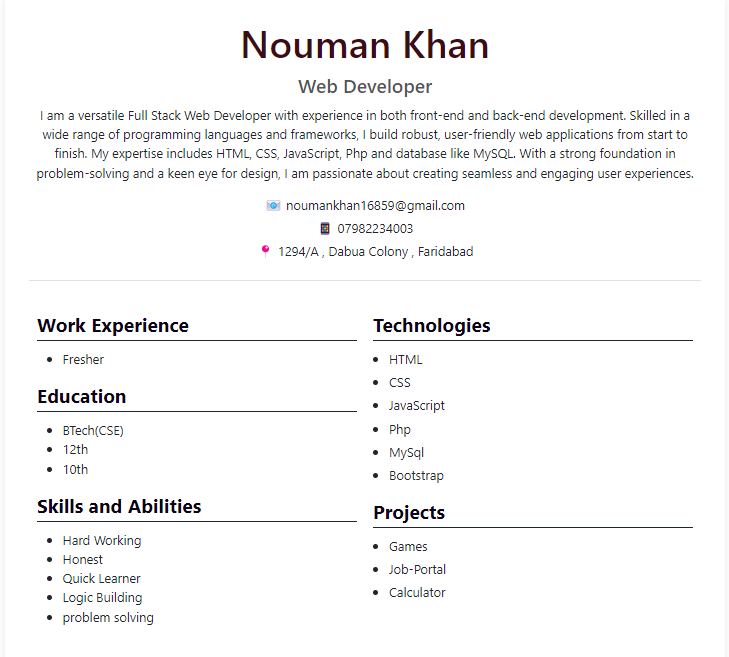 Nouman Khan
Web Developer
I am a versatile Full Stack Web Developer with experience in both front-end and back-end development. Skilled in a
wide range of programming languages and frameworks, I build robust, user-friendly web applications from start to
finish. My expertise includes HTML, CSS, JavaScript, Php and database like MySQL. With a strong foundation in
problem-solving and a keen eye for design, I am passionate about creating seamless and engaging user experiences.
noumankhan16859@gmail.com
07982234003
1294/A , Dabua Colony , Faridabad
Work Experience
Fresher
Education
BTech(CSE)
12th
10th
Skills and Abilities
Hard Working
Honest
Quick Learner
Logic Building
problem solving
Technologies
HTML
CSS
JavaScript
Php
MySql
Bootstrap
Projects
Games
Job-Portal
Calculator